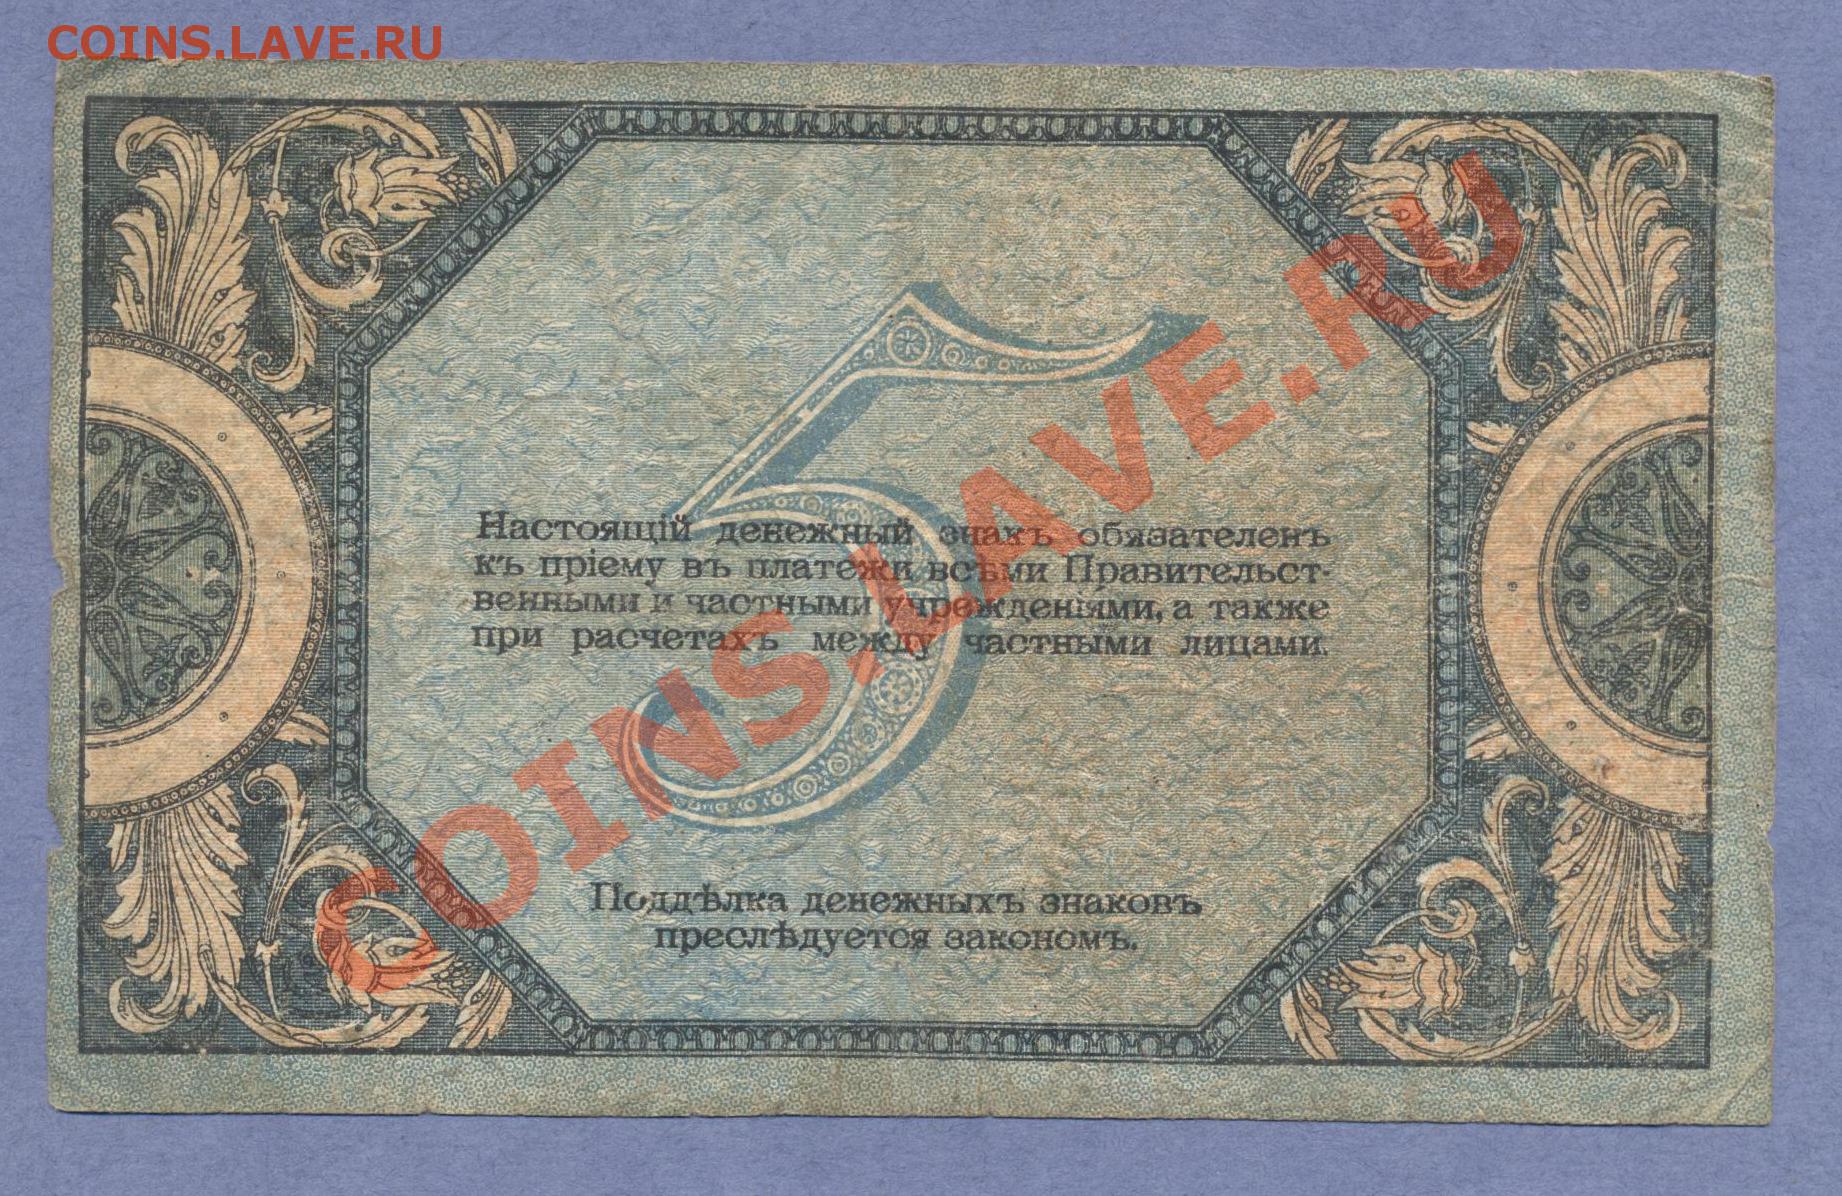 COINS.LAVE.RU
5
Настоящій денежный знакъ обязателенъ
къ пріему въ платежи всѣми Правительст-
венными и частными учрежденіями, а также
при расчетахъ между частными лицами.
Поддѣлка денежныхъ знаковъ
преслѣдуется закономъ.
COINS.LAVE.RU